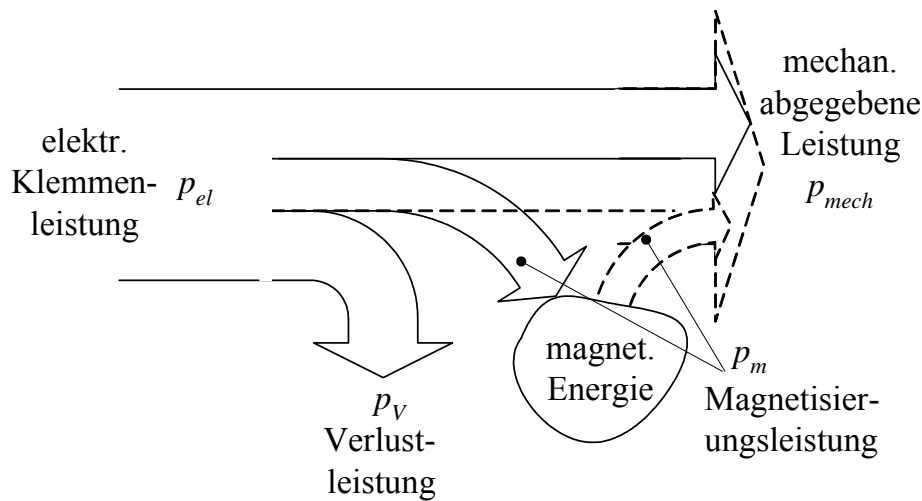 elektr.
Klemmen-
leistung
p_el
mechan.
abgegebene
Leistung
p_mech
magnet.
Energie
p_m
Magnetisier-
ungsleistung
p_V
Verlust-
leistung